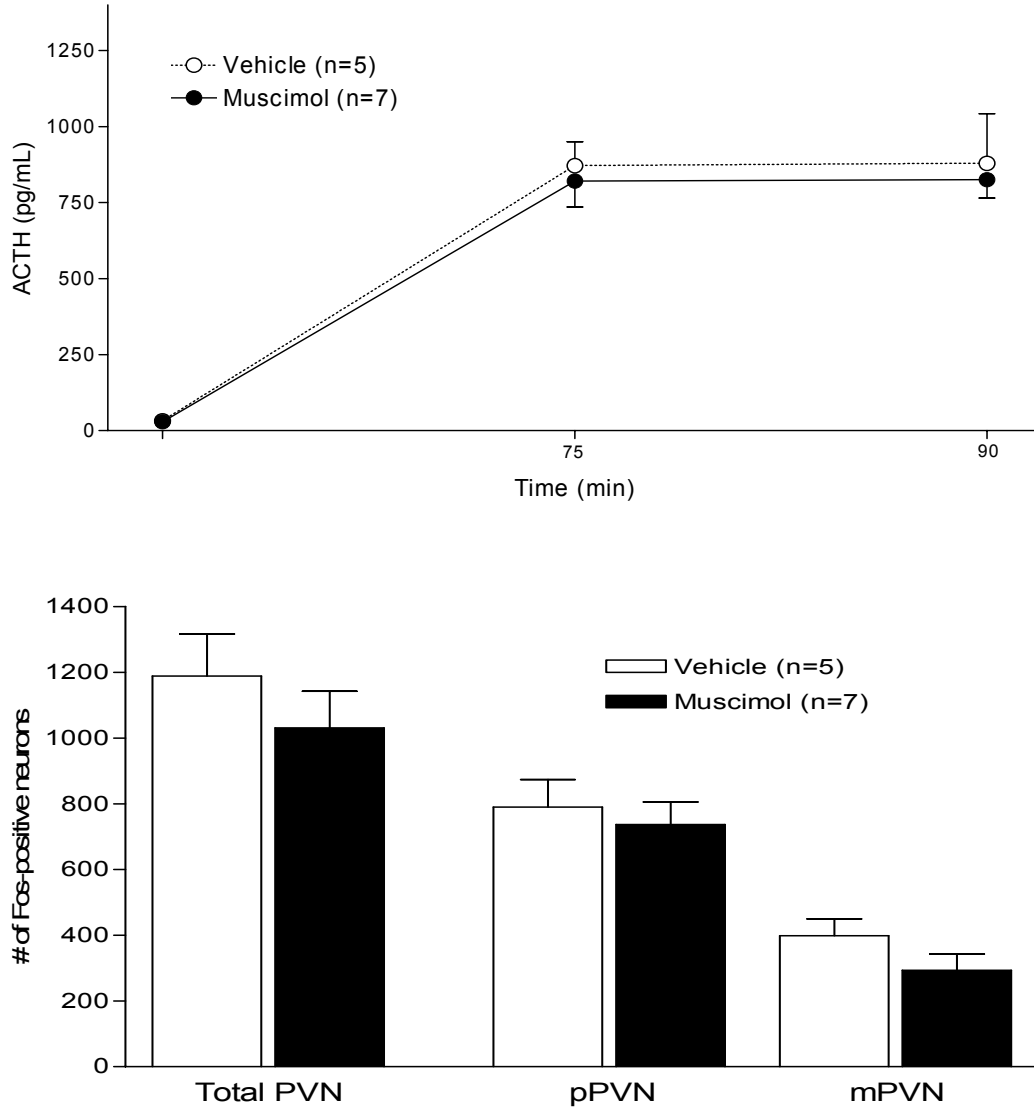 1250
1000
750
500
250
0
ACTH (pg/mL)
Vehicle (n=5)
Muscimol (n=7)
75
90
Time (min)
1400
1200
1000
800
600
400
200
0
# of Fos-positive neurons
Vehicle (n=5)
Muscimol (n=7)
Total PVN
pPVN
mPVN